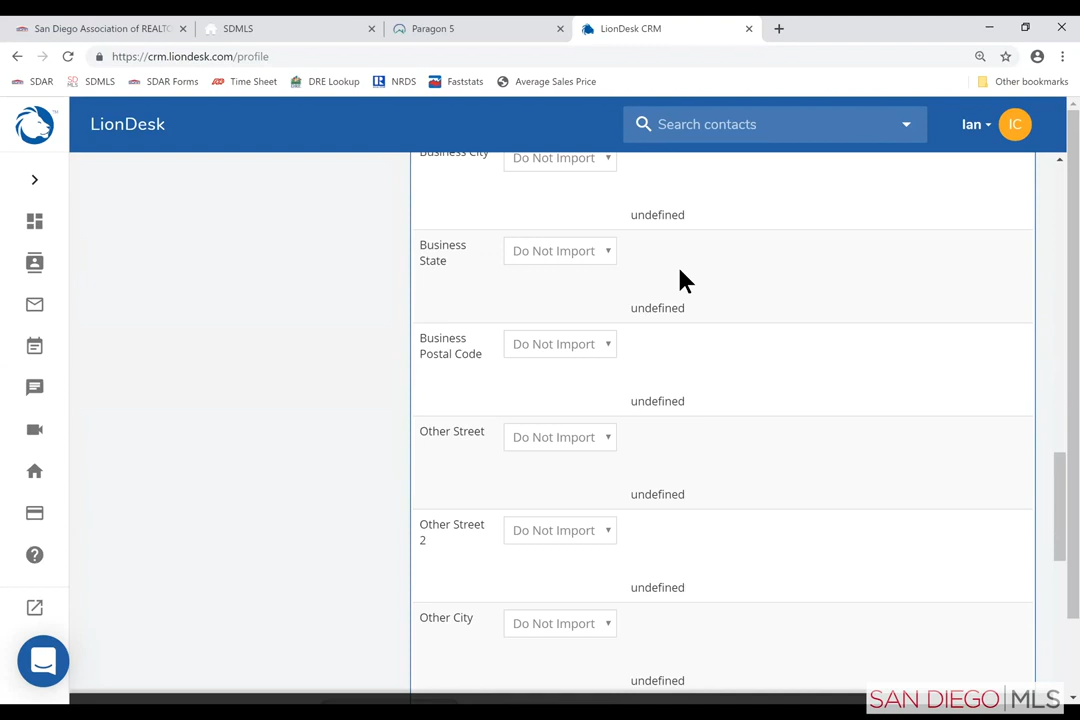 San Diego Association of REALTO
SDMLS
Paragon 5
LionDesk CRM
https://crm.liondesk.com/profile
SDAR
SDMLS
SDAR Forms
Time Sheet
DRE Lookup
NRDS
Faststats
Average Sales Price
Other bookmarks
LionDesk
Search contacts
Ian
IC
Business City
Do Not Import
undefined
Business
State
Do Not Import
undefined
Business
Postal Code
Do Not Import
undefined
Other Street
Do Not Import
undefined
Other Street
2
Do Not Import
undefined
Other City
Do Not Import
undefined
SAN DIEGO MLS